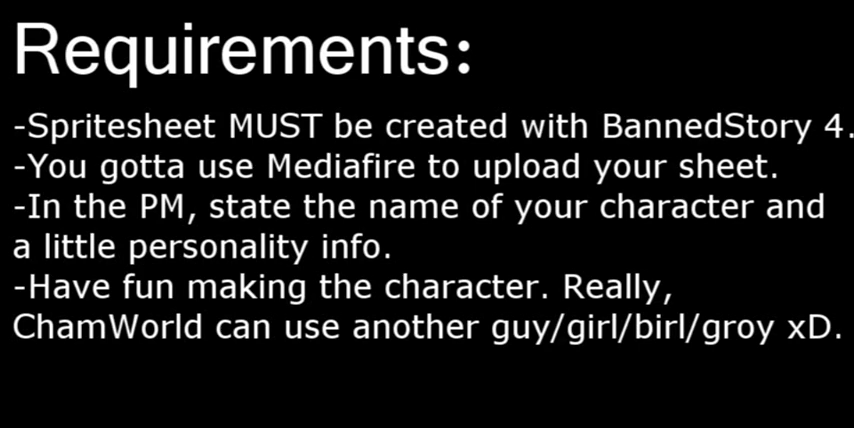 Requirements:
-Spritesheet MUST be created with BannedStory 4.
-You gotta use Mediafire to upload your sheet.
-In the PM, state the name of your character and
a little personality info.
-Have fun making the character. Really,
ChamWorld can use another guy/girl/birl/groy xD.